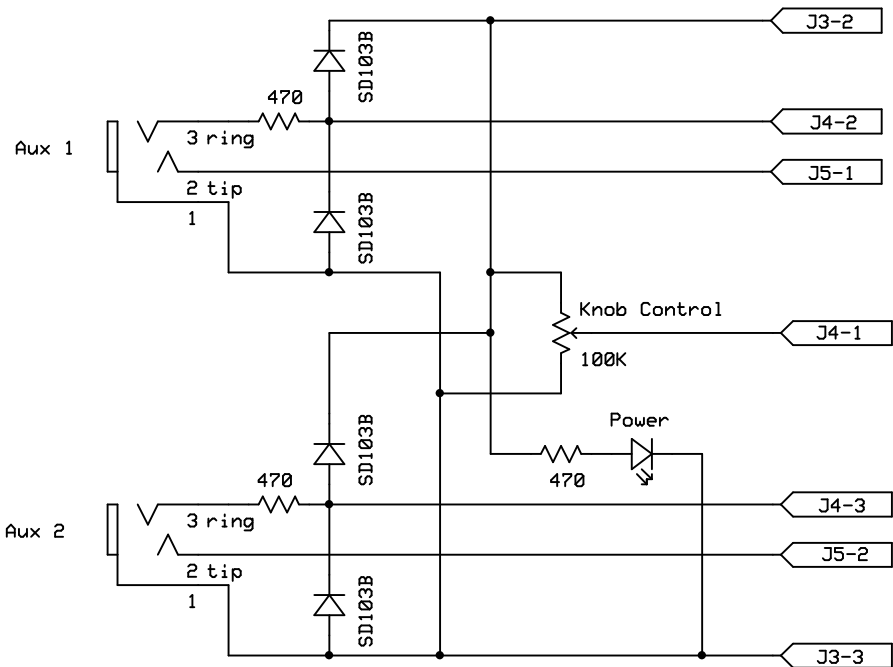 J3-2
SD103B
470
J4-2
3 ring
Aux 1
J5-1
2 tip
1
SD103B
Knob Control
J4-1
100K
Power
SD103B
470
470
J4-3
3 ring
Aux 2
J5-2
2 tip
1
SD103B
J3-3